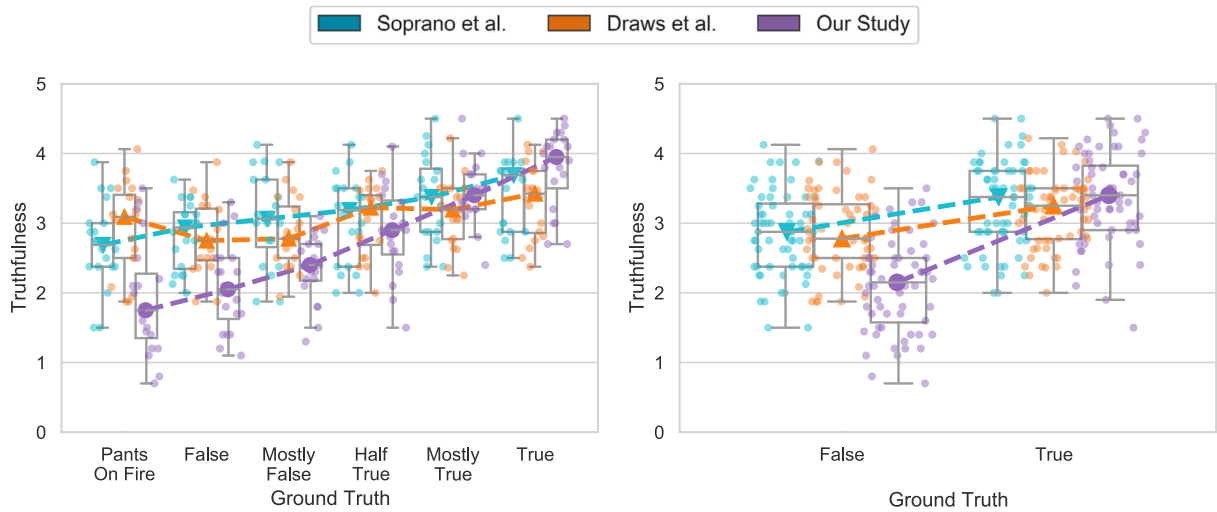 Soprano et al. Draws et al. Our Study
Truthfulness
5
4
3
2
1
0
Pants On Fire
False
Mostly False
Half True
Mostly True
True
Ground Truth
Truthfulness
5
4
3
2
1
0
False
True
Ground Truth